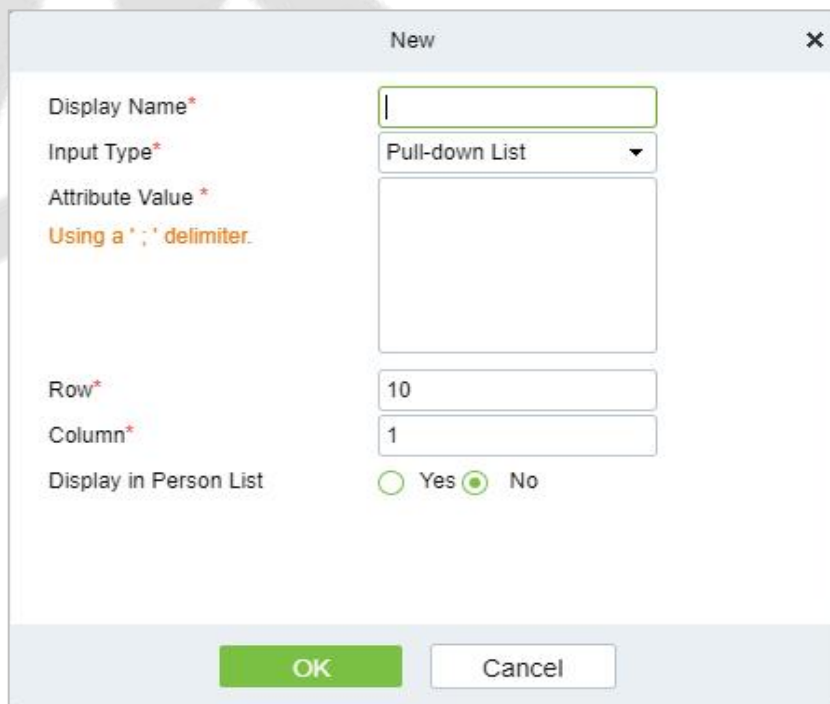 New ×
Display Name*
Input Type* Pull-down List
Attribute Value *
Using a ' ; ' delimiter.
Row* 10
Column* 1
Display in Person List Yes No
OK Cancel